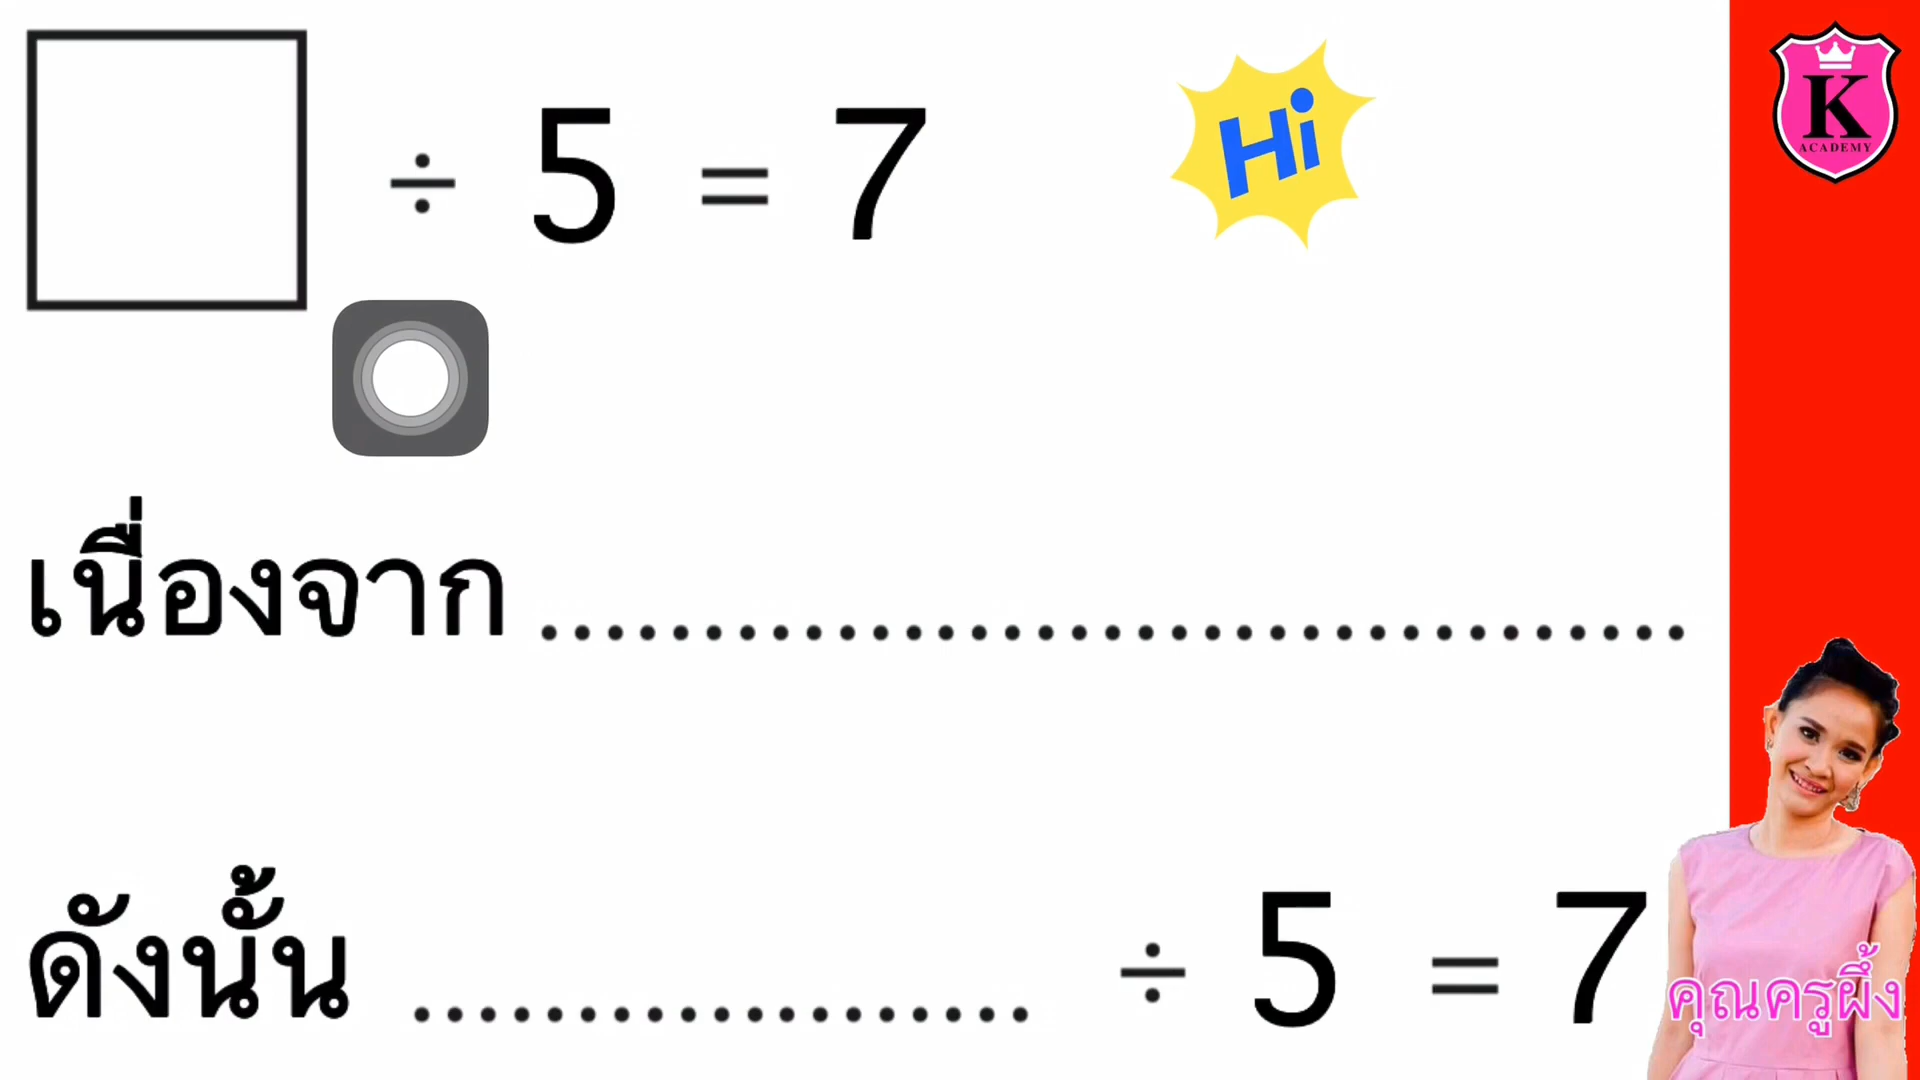 ÷ 5 = 7
Hi
K
ACADEMY
เนื่องจาก ...................................
ดังนั้น ................... ÷ 5 = 7
คุณครูผึ้ง